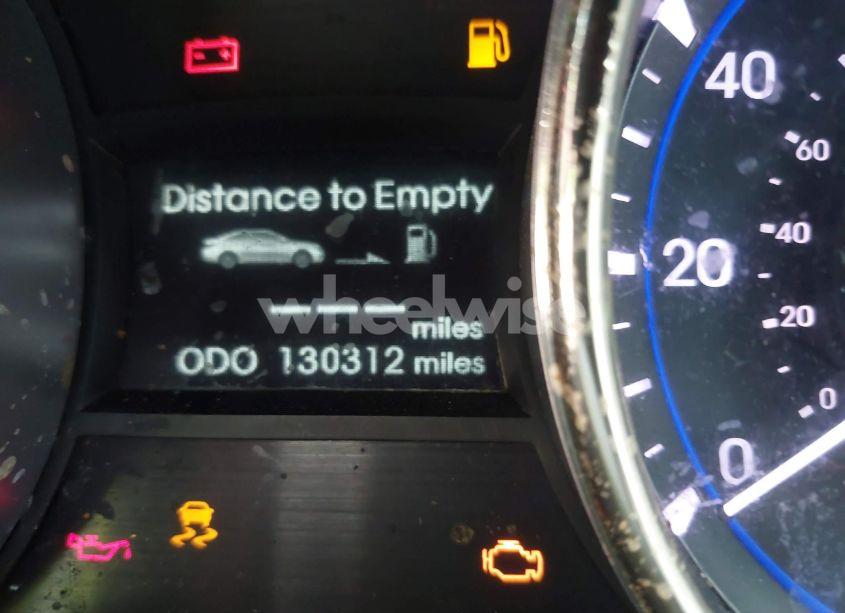 Distance to Empty
--- miles
ODO 130312 miles
wheelwise
40
60
20
40
20
0
0